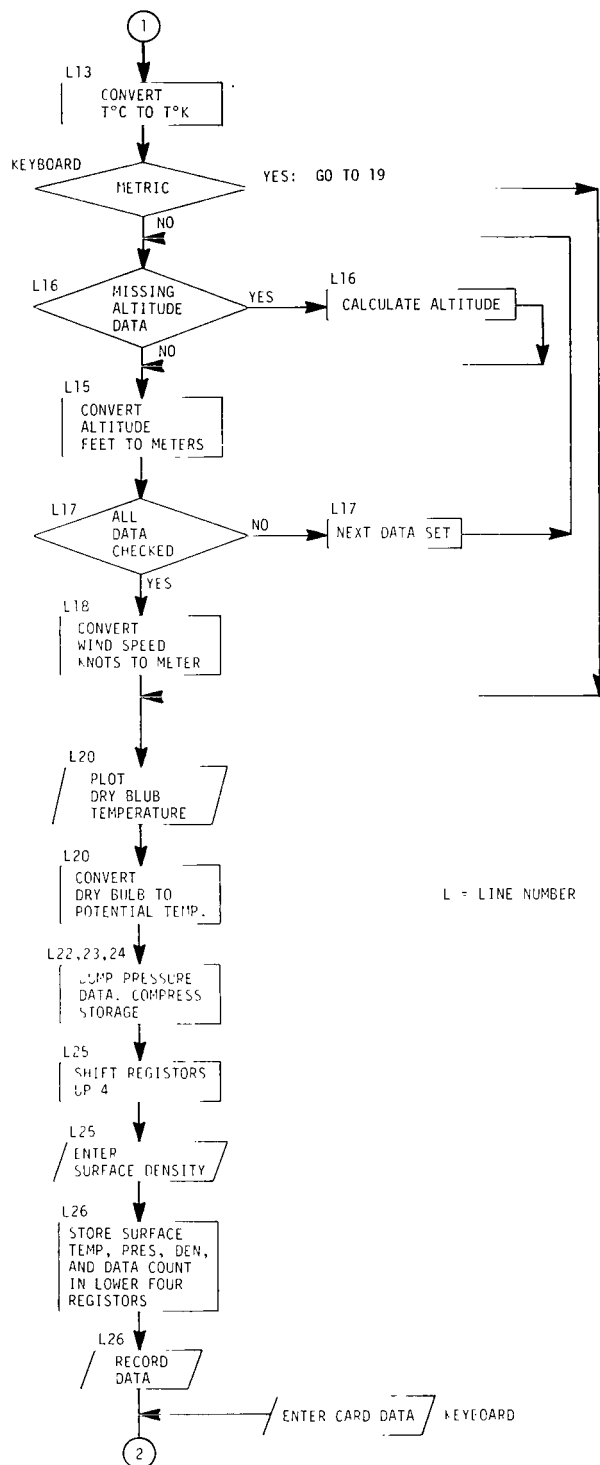 1
L13
CONVERT
T°C TO T°K
KEYBOARD
METRIC
YES: GO TO 19
NO
L16
MISSING
ALTITUDE
DATA
YES
L16
CALCULATE ALTITUDE
NO
L15
CONVERT
ALTITUDE
FEET TO METERS
L17
ALL
DATA
CHECKED
NO
L17
NEXT DATA SET
YES
L18
CONVERT
WIND SPEED
KNOTS TO METER
L20
PLOT
DRY BLUB
TEMPERATURE
L20
CONVERT
DRY BULB TO
POTENTIAL TEMP.
L = LINE NUMBER
L22,23,24
PRESSURE
DATA. COMPRESS
STORAGE
L25
SHIFT REGISTORS
UP 4
L25
ENTER
SURFACE DENSITY
L26
STORE SURFACE
TEMP, PRES, DEN,
AND DATA COUNT
IN LOWER FOUR
REGISTORS
L26
RECORD
DATA
ENTER CARD DATA
KEYBOARD
2